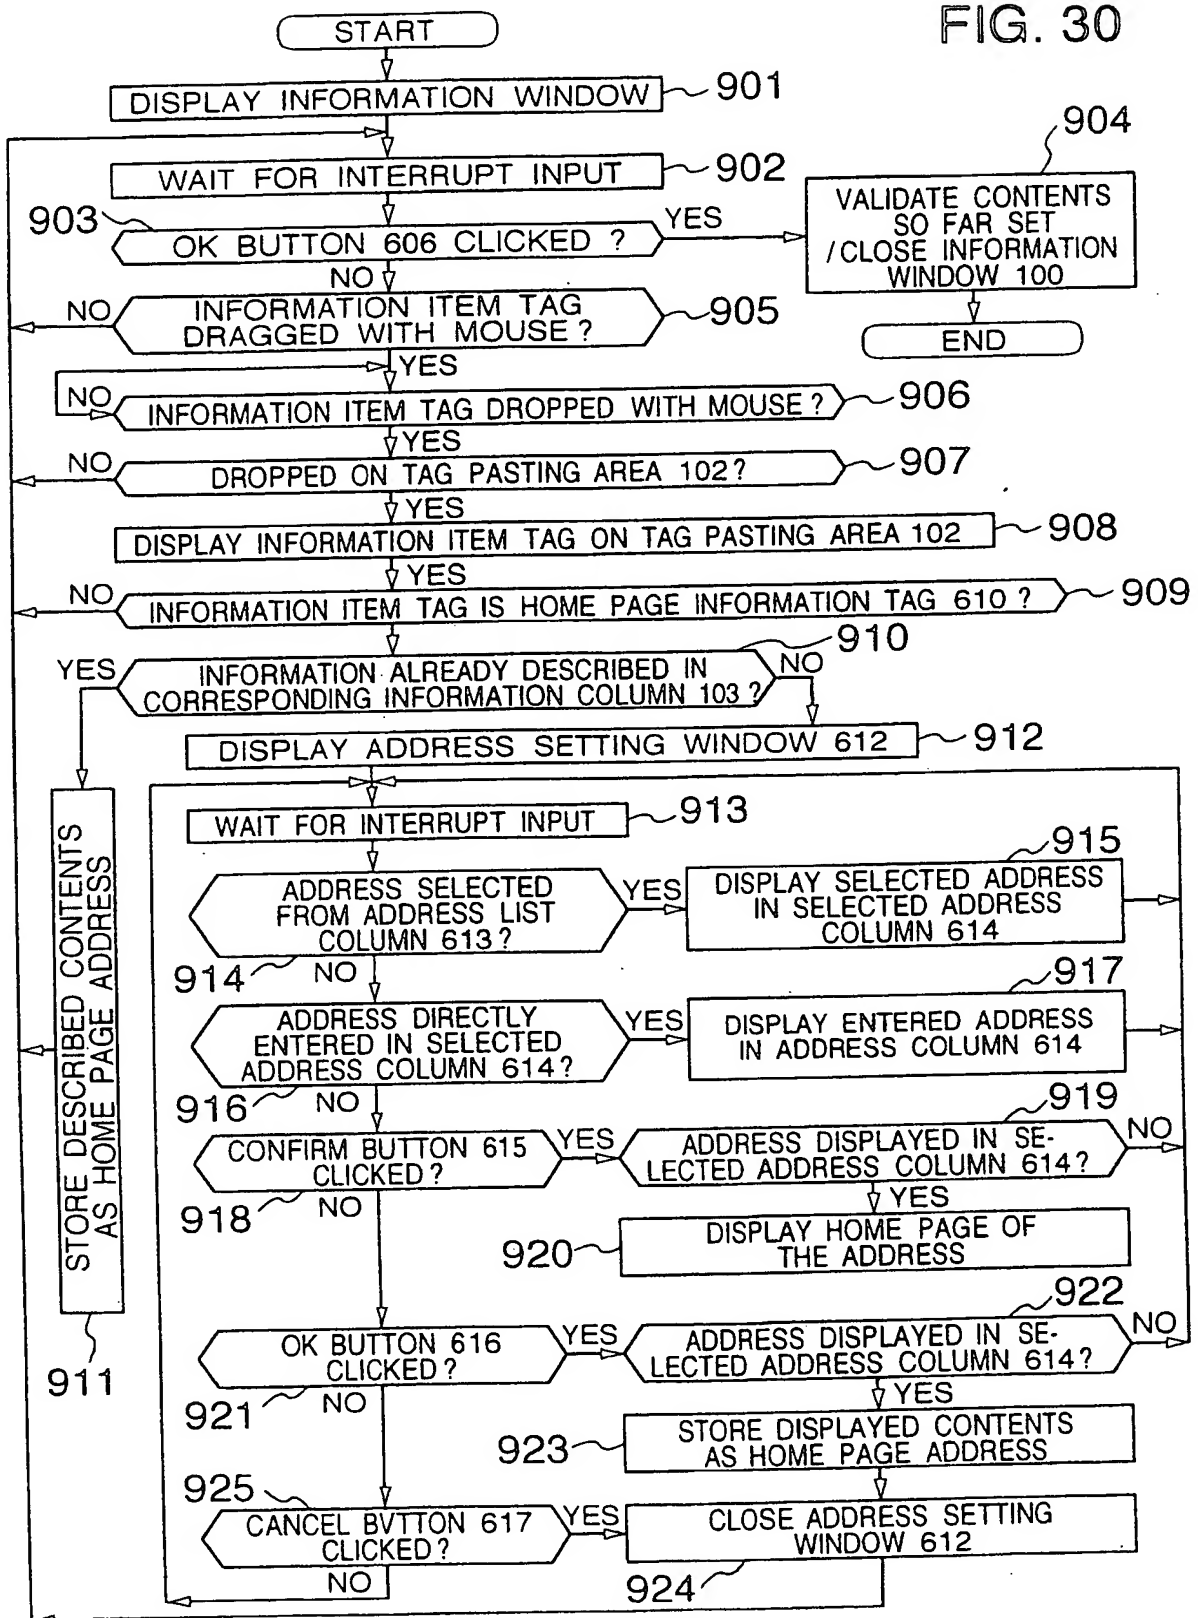 FIG. 30
START
DISPLAY INFORMATION WINDOW
901
WAIT FOR INTERRUPT INPUT
902
903
OK BUTTON 606 CLICKED ?
YES
NO
904
VALIDATE CONTENTS
SO FAR SET
/CLOSE INFORMATION
WINDOW 100
END
NO
INFORMATION ITEM TAG
DRAGGED WITH MOUSE ?
905
YES
NO
INFORMATION ITEM TAG DROPPED WITH MOUSE ?
906
YES
NO
DROPPED ON TAG PASTING AREA 102?
907
YES
DISPLAY INFORMATION ITEM TAG ON TAG PASTING AREA 102
908
YES
NO
INFORMATION ITEM TAG IS HOME PAGE INFORMATION TAG 610 ?
909
910
YES
INFORMATION ALREADY DESCRIBED IN
CORRESPONDING INFORMATION COLUMN 103 ?
NO
DISPLAY ADDRESS SETTING WINDOW 612
912
STORE DESCRIBED CONTENTS
AS HOME PAGE ADDRESS
911
WAIT FOR INTERRUPT INPUT
913
ADDRESS SELECTED
FROM ADDRESS LIST
COLUMN 613 ?
914
YES
NO
915
DISPLAY SELECTED ADDRESS
IN SELECTED ADDRESS
COLUMN 614
ADDRESS DIRECTLY
ENTERED IN SELECTED
ADDRESS COLUMN 614 ?
916
YES
NO
917
DISPLAY ENTERED ADDRESS
IN ADDRESS COLUMN 614
CONFIRM BUTTON 615
CLICKED ?
918
YES
NO
919
ADDRESS DISPLAYED IN SE-
LECTED ADDRESS COLUMN 614?
NO
YES
920
DISPLAY HOME PAGE OF
THE ADDRESS
OK BUTTON 616
CLICKED ?
921
YES
NO
922
ADDRESS DISPLAYED IN SE-
LECTED ADDRESS COLUMN 614?
NO
YES
923
STORE DISPLAYED CONTENTS
AS HOME PAGE ADDRESS
925
CANCEL BVTTON 617
CLICKED ?
YES
NO
CLOSE ADDRESS SETTING
WINDOW 612
924